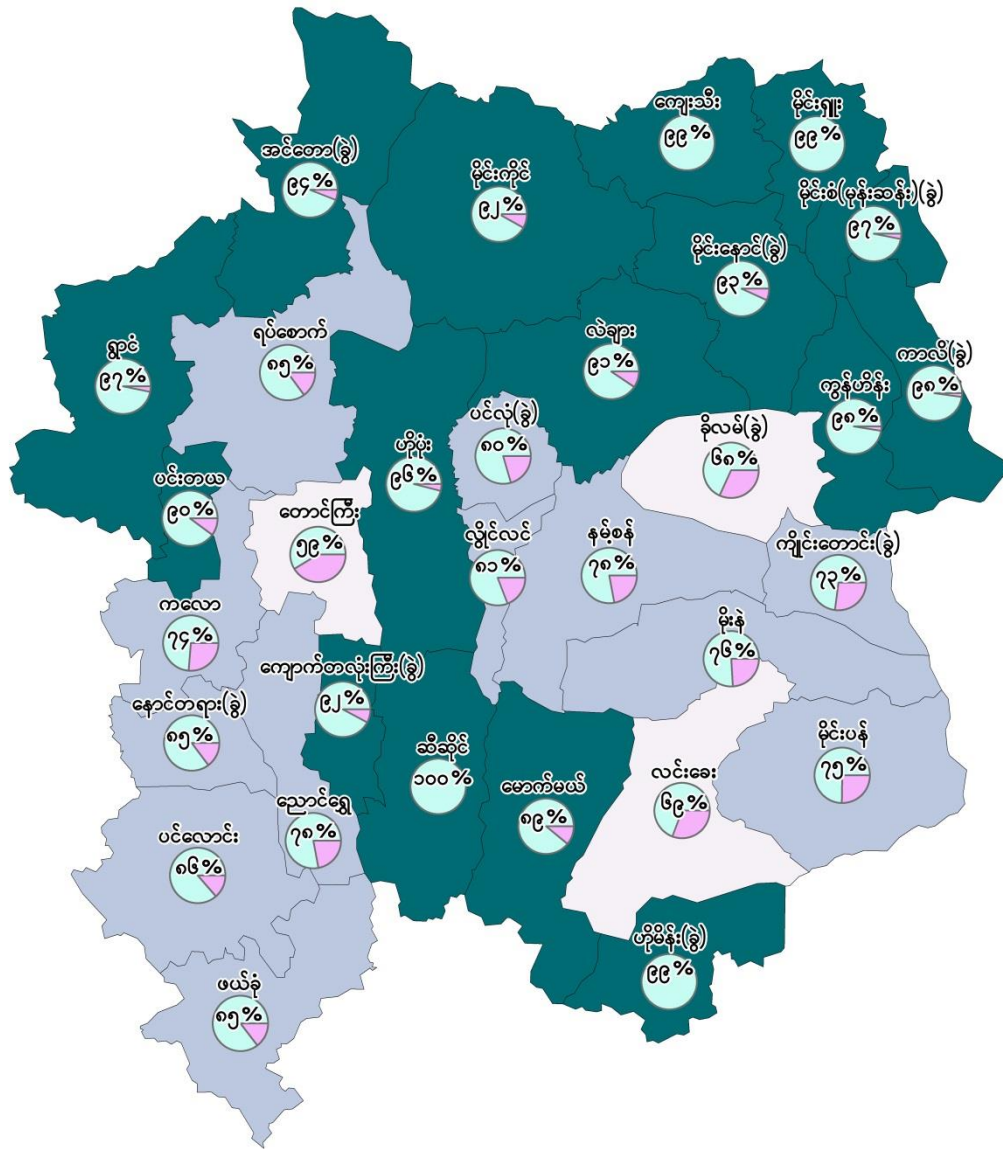 ကျေးသီး
၉၉%
မိုင်းရှူး
၉၉%
အင်တော(ခွဲ)
၉၄%
မိုင်းကိုင်
၉၂%
မိုင်းစံ(မုန်းဆန်း)(ခွဲ)
၉၇%
မိုင်းနောင်(ခွဲ)
၉၃%
ရပ်စောက်
၈၅%
လဲချား
၉၁%
ရွာငံ
၉၇%
ကာလိ(ခွဲ)
၉၈%
ကွန်ဟိန်း
၉၈%
ပင်လုံ(ခွဲ)
၈၀%
ခိုလမ်(ခွဲ)
၆၈%
ဟိုပုံး
၉၆%
ပင်းတယ
၉၀%
တောင်ကြီး
၅၉%
လွိုင်လင်
၈၁%
နမ့်စန်
၇၈%
ကျိုင်းတောင်း(ခွဲ)
၇၃%
ကလော
၇၄%
မိုးနဲ
၇၆%
ကျောက်တလုံးကြီး(ခွဲ)
၉၂%
နောင်တရား(ခွဲ)
၈၅%
ဆီဆိုင်
၁၀၀%
မိုင်းပန်
၇၅%
လင်းခေး
၆၉%
မောက်မယ်
၈၉%
ညောင်ရွှေ
၇၈%
ပင်လောင်း
၈၆%
ဟိုမိန်း(ခွဲ)
၉၉%
ဖယ်ခုံ
၈၅%